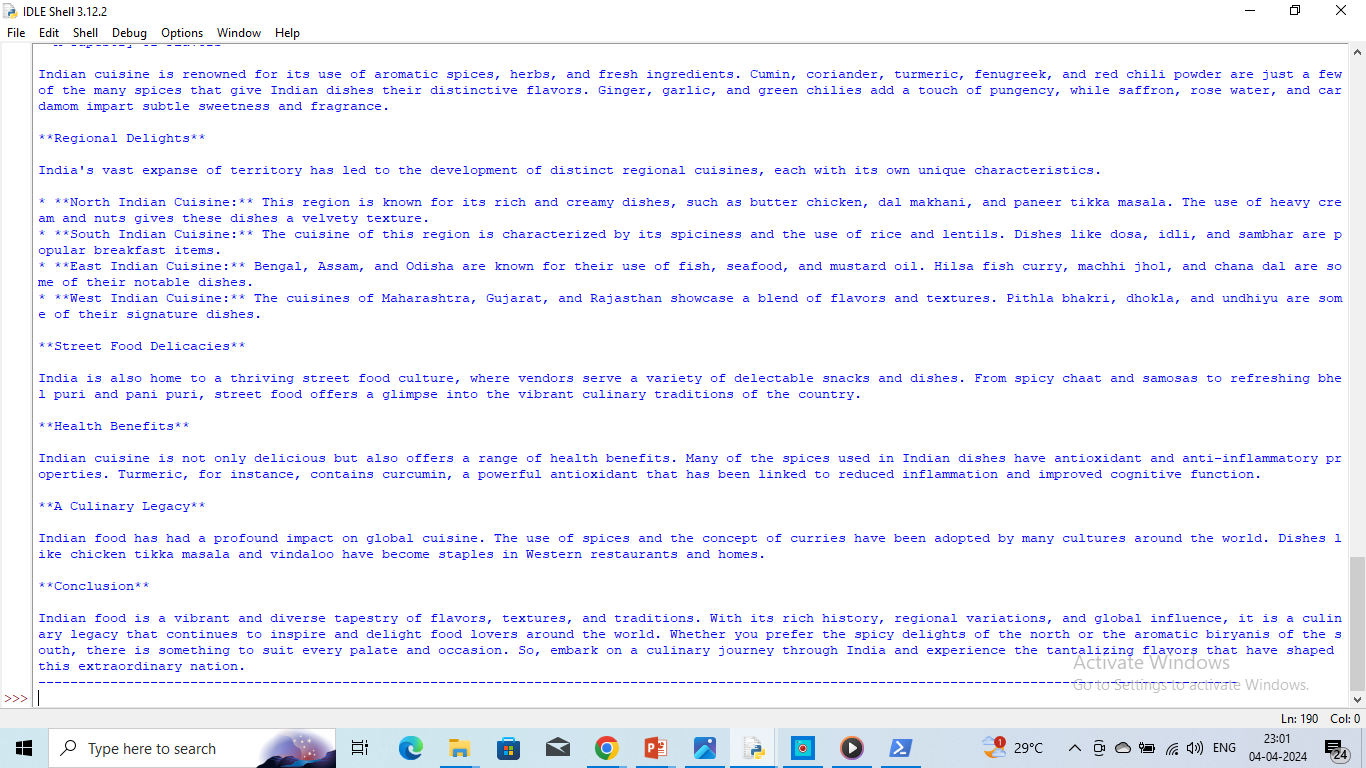 IDLE Shell 3.12.2
File Edit Shell Debug Options Window Help
Indian cuisine is renowned for its use of aromatic spices, herbs, and fresh ingredients. Cumin, coriander, turmeric, fenugreek, and red chili powder are just a few
of the many spices that give Indian dishes their distinctive flavors. Ginger, garlic, and green chilies add a touch of pungency, while saffron, rose water, and car
damom impart subtle sweetness and fragrance.
**Regional Delights**
India's vast expanse of territory has led to the development of distinct regional cuisines, each with its own unique characteristics.
* **North Indian Cuisine:** This region is known for its rich and creamy dishes, such as butter chicken, dal makhani, and paneer tikka masala. The use of heavy cre
am and nuts gives these dishes a velvety texture.
* **South Indian Cuisine:** The cuisine of this region is characterized by its spiciness and the use of rice and lentils. Dishes like dosa, idli, and sambhar are p
opular breakfast items.
* **East Indian Cuisine:** Bengal, Assam, and Odisha are known for their use of fish, seafood, and mustard oil. Hilsa fish curry, machhi jhol, and chana dal are so
me of their notable dishes.
* **West Indian Cuisine:** The cuisines of Maharashtra, Gujarat, and Rajasthan showcase a blend of flavors and textures. Pithla bhakri, dhokla, and undhiyu are som
e of their signature dishes.
**Street Food Delicacies**
India is also home to a thriving street food culture, where vendors serve a variety of delectable snacks and dishes. From spicy chaat and samosas to refreshing bhe
l puri and pani puri, street food offers a glimpse into the vibrant culinary traditions of the country.
**Health Benefits**
Indian cuisine is not only delicious but also offers a range of health benefits. Many of the spices used in Indian dishes have antioxidant and anti-inflammatory pr
operties. Turmeric, for instance, contains curcumin, a powerful antioxidant that has been linked to reduced inflammation and improved cognitive function.
**A Culinary Legacy**
Indian food has had a profound impact on global cuisine. The use of spices and the concept of curries have been adopted by many cultures around the world. Dishes l
ike chicken tikka masala and vindaloo have become staples in Western restaurants and homes.
**Conclusion**
Indian food is a vibrant and diverse tapestry of flavors, textures, and traditions. With its rich history, regional variations, and global influence, it is a culin
ary legacy that continues to inspire and delight food lovers around the world. Whether you prefer the spicy delights of the north or the aromatic biryanis of the s
outh, there is something to suit every palate and occasion. So, embark on a culinary journey through India and experience the tantalizing flavors that have shaped
this extraordinary nation.
Activate Windows
Go to Settings to activate Windows.
>>>
Ln: 190 Col: 0
Type here to search
1
29°C
ENG
23:01
04-04-2024
24